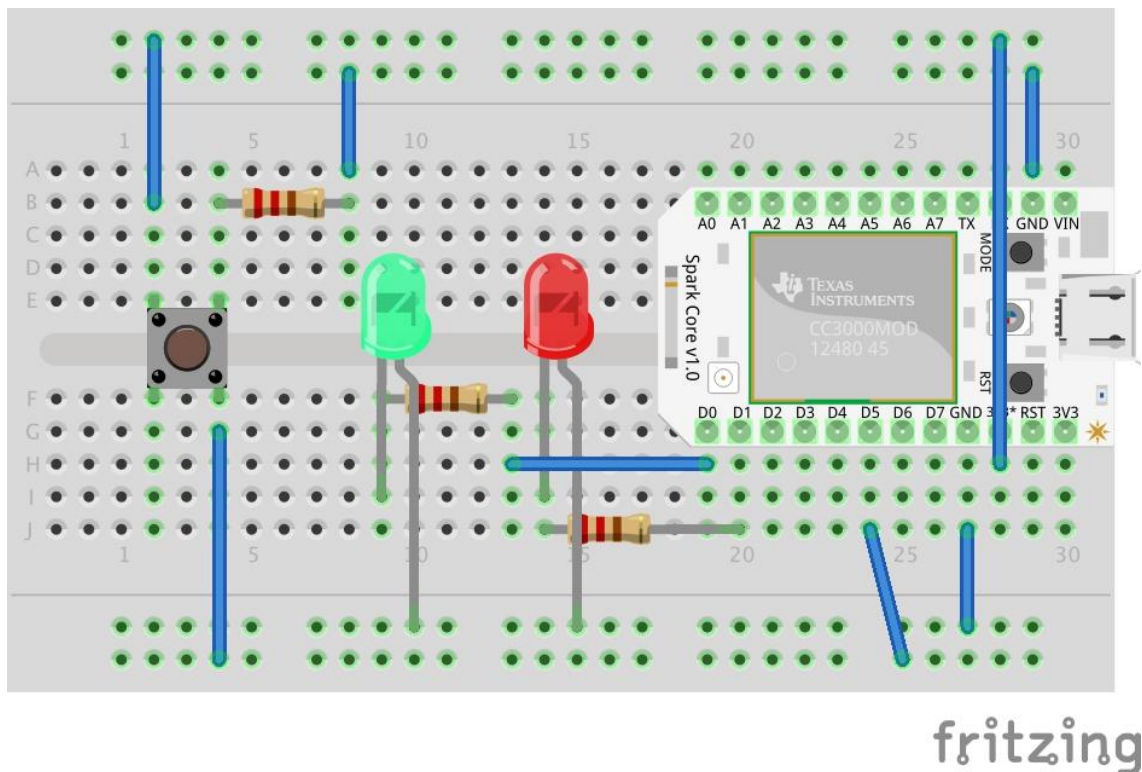 1 5 10 15 20 25 30
A
B
C
D
E
F
G
H
I
J
A0 A1 A2 A3 A4 A5 A6 A7 TX GND VIN
MODE
Spark Core v1.0
TEXAS
INSTRUMENTS
CC3000MOD
12480 45
RST
D0 D1 D2 D3 D4 D5 D6 D7 GND RST 3V3
1 5 10 15 20 25 30
fritzing